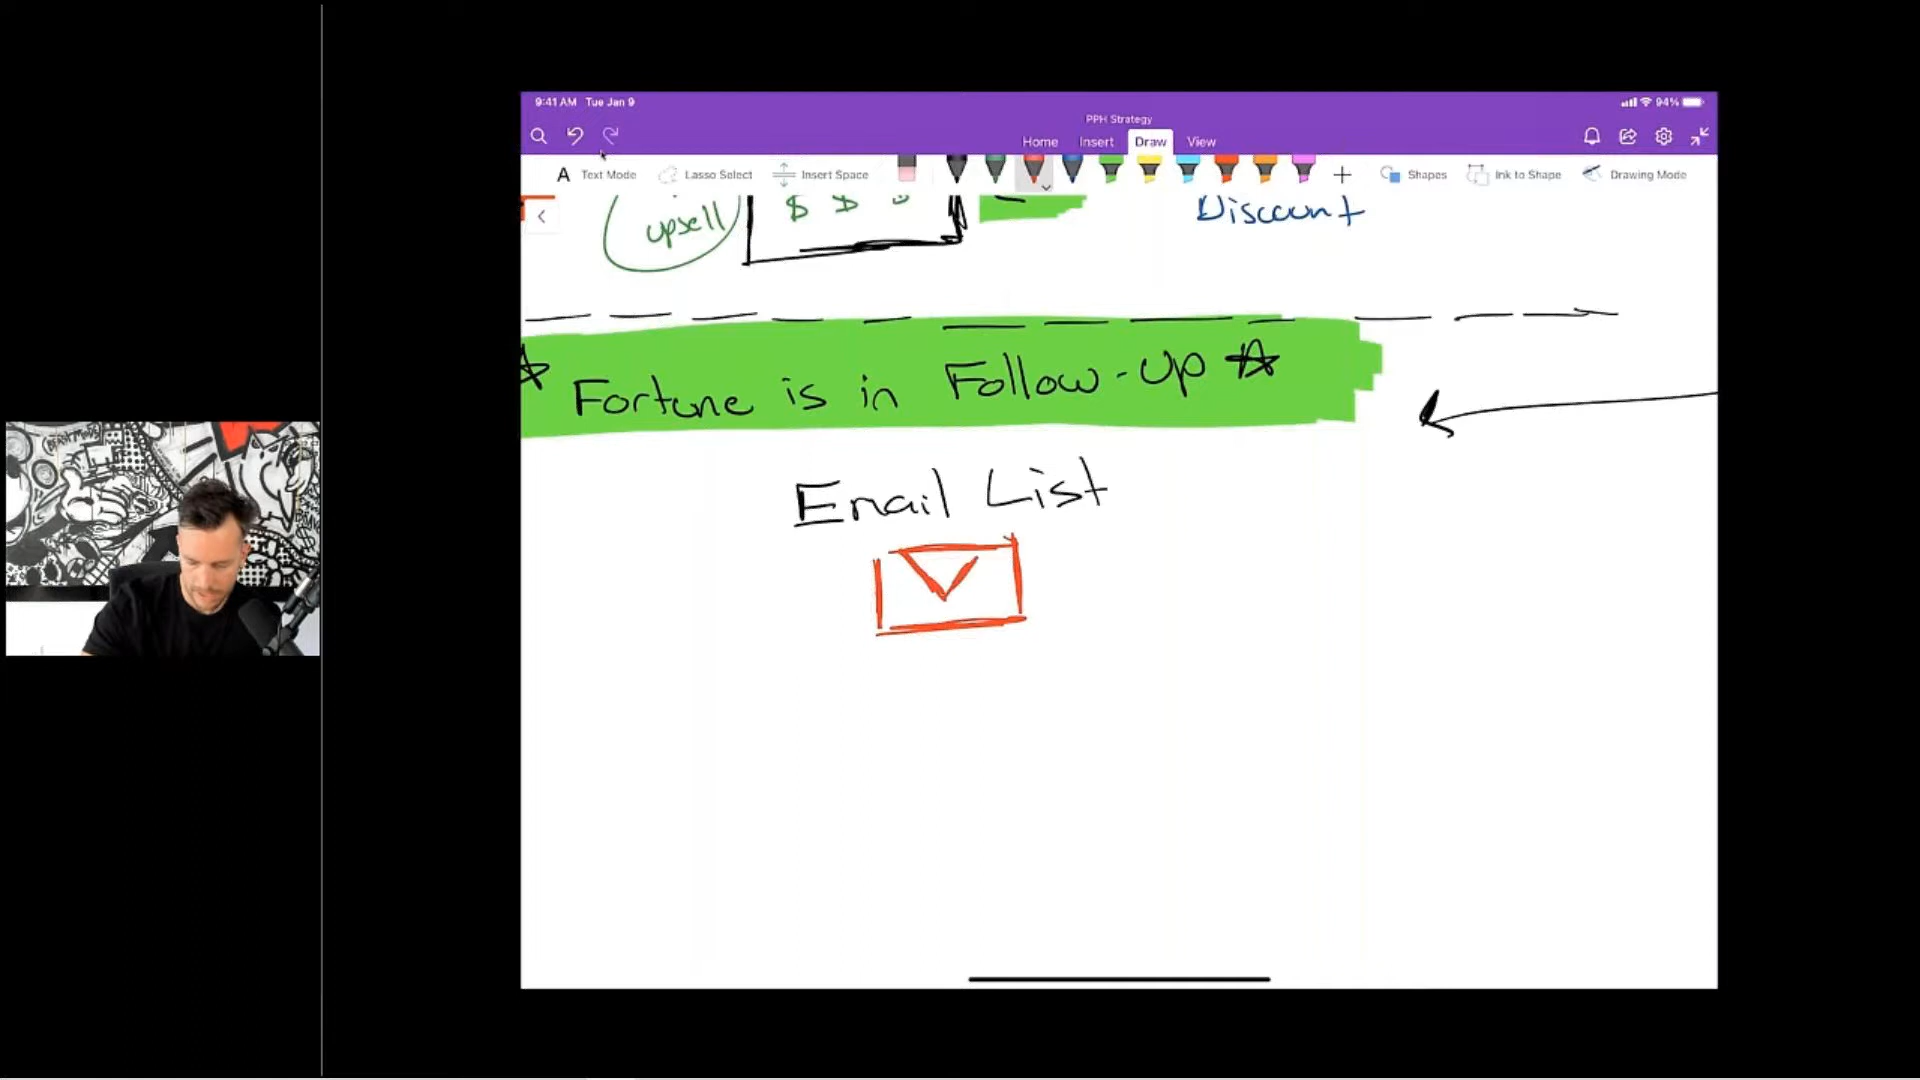 9:41 AM Tue Jan 9
94%
PPH Strategy
Home Insert Draw View
A Text Mode Lasso Select Insert Space Shapes Ink to Shape Drawing Mode
upsell
$ $
Discount
Fortune is in Follow-up
Email List